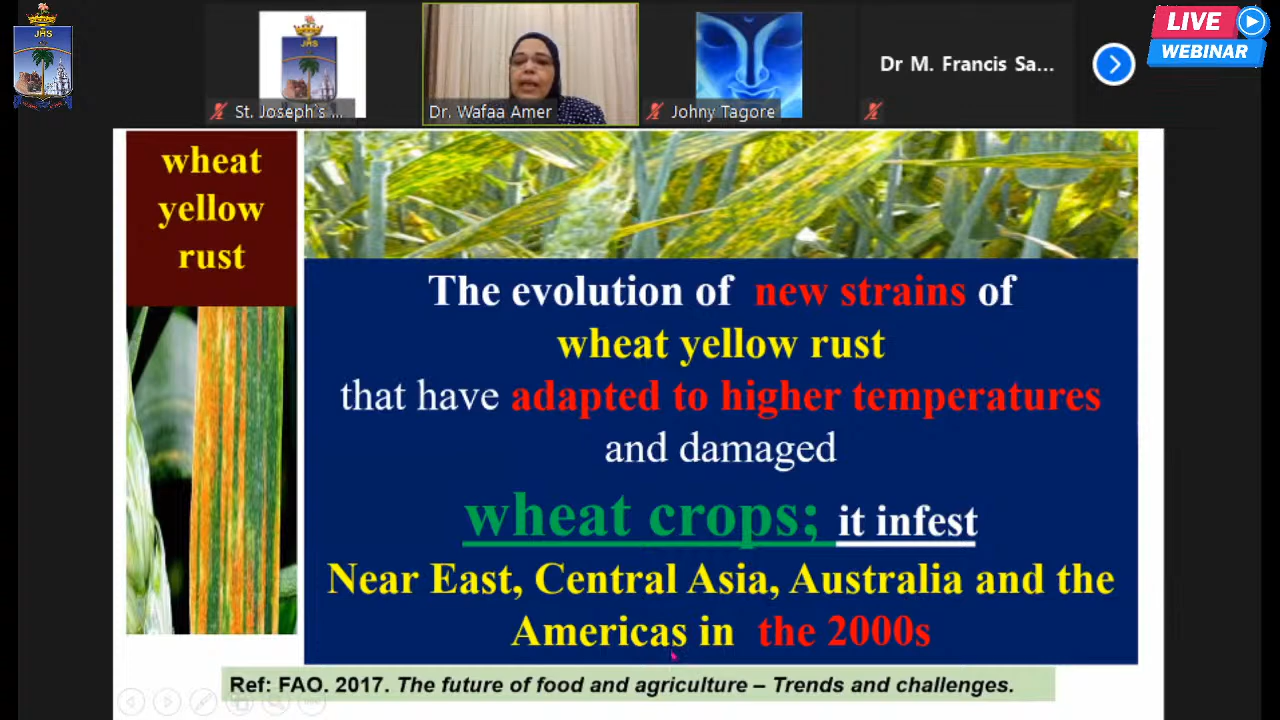 JHS
JHS
LIVE
WEBINAR
St. Joseph's ...
Dr. Wafaa Amer
Johny Tagore
Dr M. Francis Sa...
wheat
yellow
rust
The evolution of new strains of
wheat yellow rust
that have adapted to higher temperatures
and damaged
wheat crops; it infest
Near East, Central Asia, Australia and the
Americas in the 2000s
Ref: FAO. 2017. The future of food and agriculture – Trends and challenges.